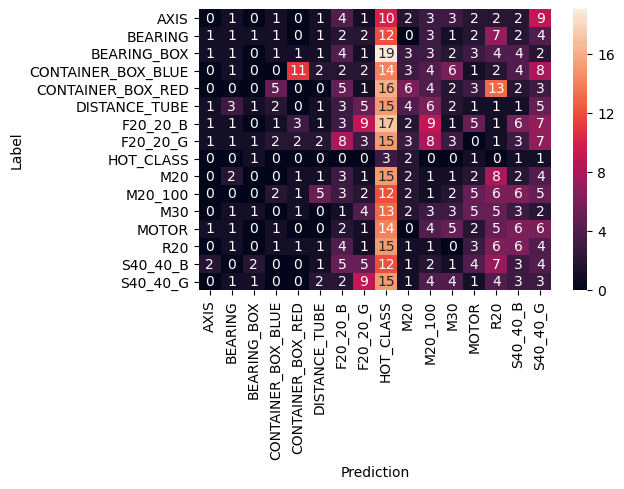 AXIS 0 1 0 1 0 1 4 1 10 2 3 3 2 2 2 9
BEARING 1 1 1 1 0 1 2 2 12 0 3 1 2 7 2 4
BEARING_BOX 1 1 0 1 1 1 4 1 19 3 3 2 3 4 4 2
CONTAINER_BOX_BLUE 0 1 0 0 11 2 2 2 14 3 4 6 1 2 4 8
CONTAINER_BOX_RED 0 0 0 5 0 0 5 1 16 6 4 2 3 13 2 3
DISTANCE_TUBE 1 3 1 2 0 1 3 5 15 4 6 2 1 1 1 5
F20_20_B 1 1 0 1 3 1 3 9 17 2 9 1 5 1 6 7
F20_20_G 1 1 1 2 2 2 8 3 15 3 8 3 0 1 3 7
HOT_CLASS 0 0 1 0 0 0 0 0 3 2 0 0 1 0 1 1
M20 0 2 0 0 1 1 3 1 15 2 1 1 2 8 2 4
M20_100 0 0 0 2 1 5 3 2 12 2 1 2 5 6 6 5
M30 0 1 1 0 1 0 1 4 13 2 3 3 5 5 3 2
MOTOR 1 1 0 1 0 0 2 1 14 0 4 5 2 5 6 6
R20 0 1 0 1 1 1 4 1 15 1 1 0 3 6 6 4
S40_40_B 2 0 2 0 0 1 5 5 12 1 2 1 4 7 3 4
S40_40_G 0 1 1 0 0 2 2 9 15 1 4 4 1 4 3 3
Label
AXIS
BEARING
BEARING_BOX
CONTAINER_BOX_BLUE
CONTAINER_BOX_RED
DISTANCE_TUBE
F20_20_B
F20_20_G
HOT_CLASS
M20
M20_100
M30
MOTOR
R20
S40_40_B
S40_40_G
Prediction
16
12
8
4
0